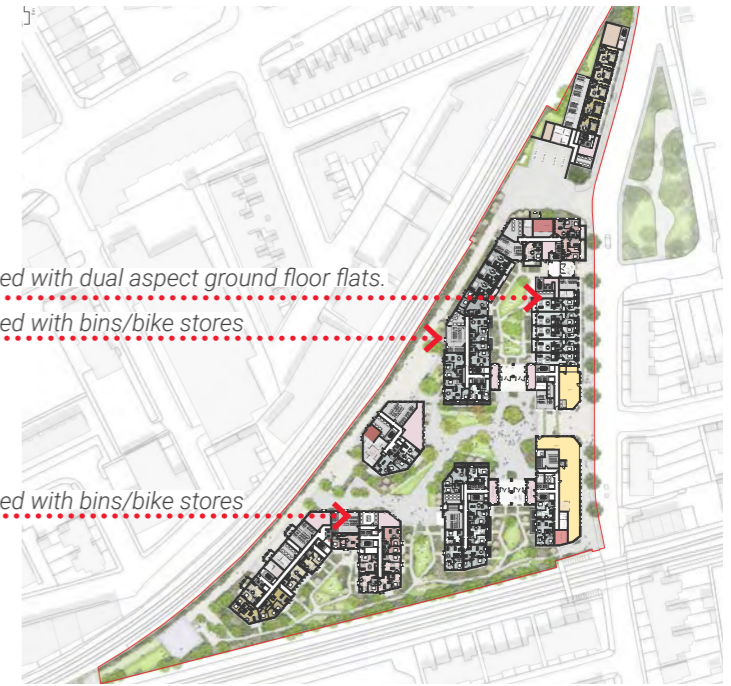 ed with dual aspect ground floor flats.
ed with bins/bike stores
ed with bins/bike stores